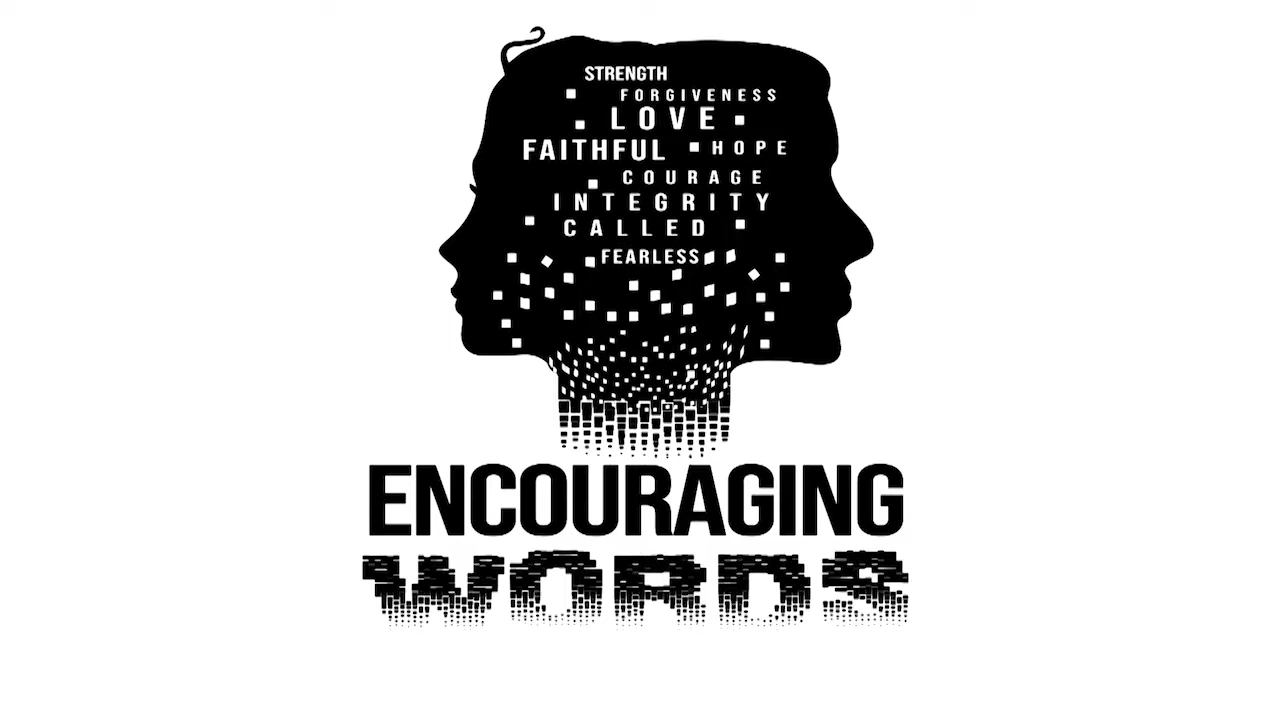 STRENGTH
FORGIVENESS
LOVE
FAITHFUL HOPE
COURAGE
INTEGRITY
CALLED
FEARLESS
ENCOURAGING
WORDS